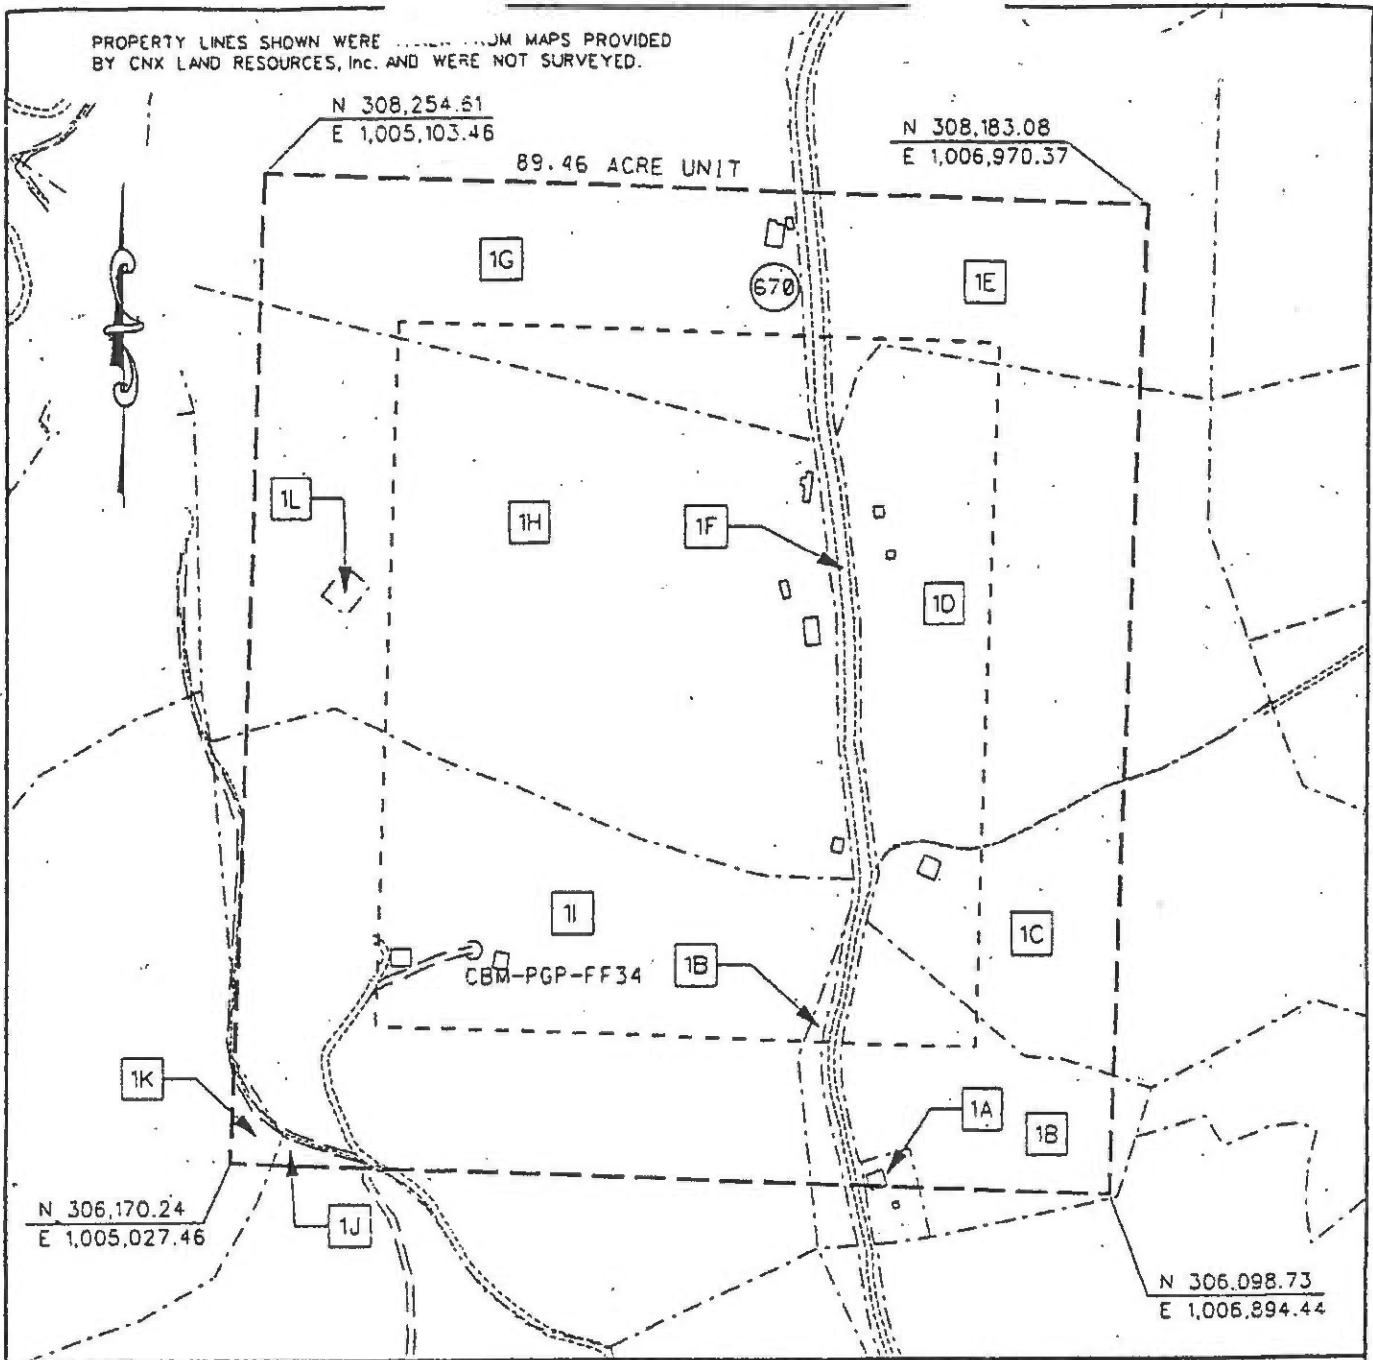 PROPERTY LINES SHOWN WERE MAPS PROVIDED
BY CNX LAND RESOURCES, Inc. AND WERE NOT SURVEYED.
N 308,254.61
E 1,005,103.46
N 308,183.08
E 1,006,970.37
89.46 ACRE UNIT
1G
670
1E
1L
1H
1F
1D
1I
1C
1B
CBM-PGP-FF34
1K
1A
1B
1J
N 306,170.24
E 1,005,027.46
N 306,098.73
E 1,006,894.44